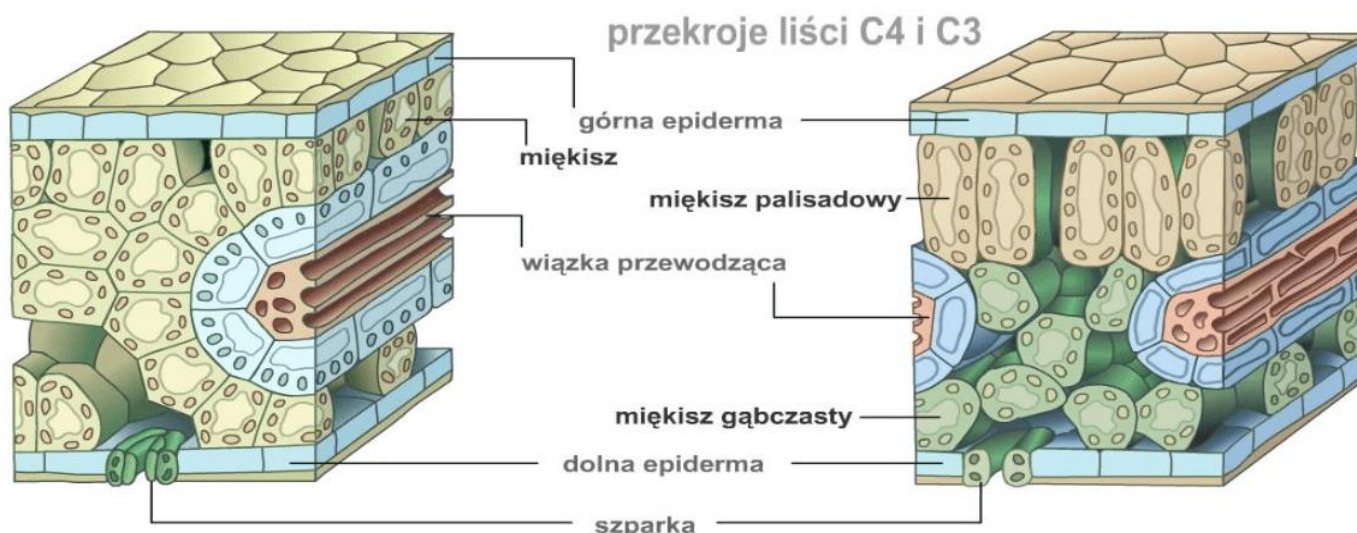 przekroje liści C4 i C3
górna epiderma
miękisz
miękisz palisadowy
wiązka przewodząca
miękisz gąbczasty
dolna epiderma
szparka